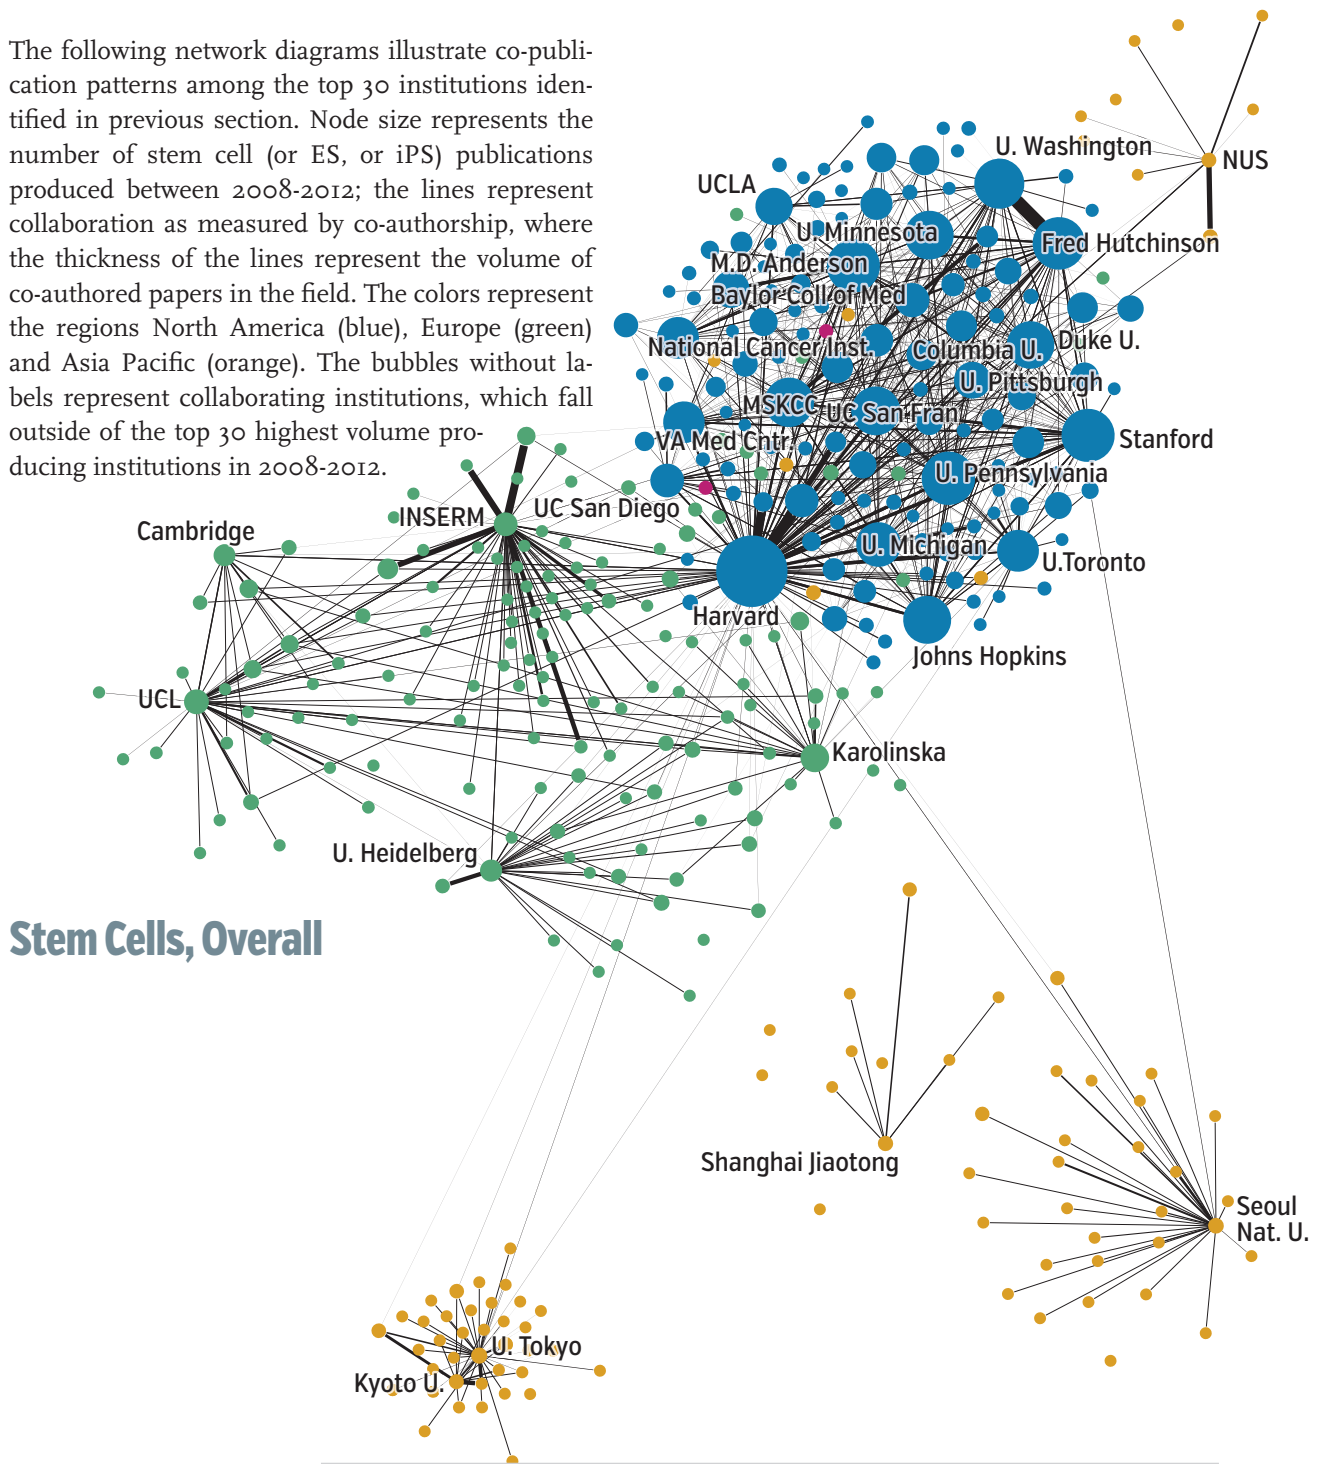 The following network diagrams illustrate co-publi-
cation patterns among the top 30 institutions iden-
tified in previous section. Node size represents the
number of stem cell (or ES, or iPS) publications
produced between 2008-2012; the lines represent
collaboration as measured by co-authorship, where
the thickness of the lines represent the volume of
co-authored papers in the field. The colors represent
the regions North America (blue), Europe (green)
and Asia Pacific (orange). The bubbles without la-
bels represent collaborating institutions, which fall
outside of the top 30 highest volume pro-
ducing institutions in 2008-2012.
U. Washington
NUS
UCLA
U. Minnesota
Fred Hutchinson
M.D. Anderson
Baylor Coll of Med
National Cancer Inst.
Columbia U.
Duke U.
U. Pittsburgh
MSKCC
UC San Fran
VA Med Cntr.
Stanford
U. Pennsylvania
UC San Diego
INSERM
Cambridge
U. Michigan
U.Toronto
Harvard
Johns Hopkins
UCL
Karolinska
U. Heidelberg
Stem Cells, Overall
Shanghai Jiaotong
Seoul
Nat. U.
U. Tokyo
Kyoto U.